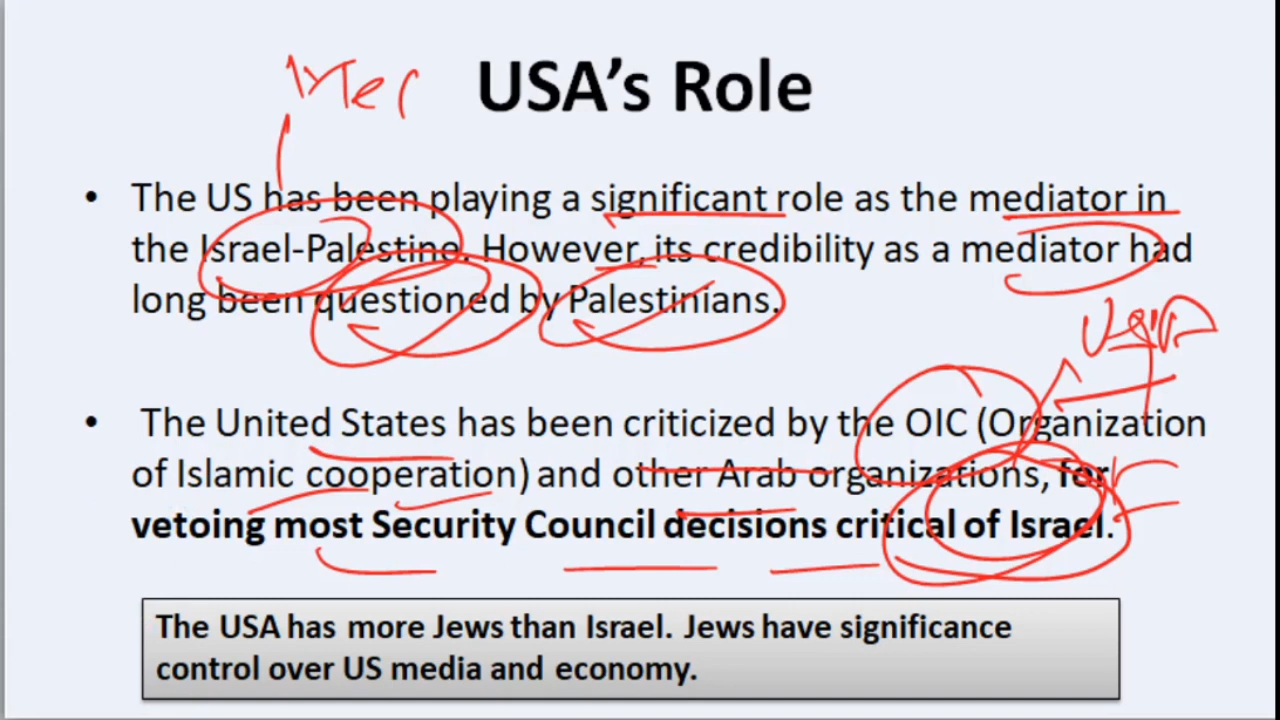 USA's Role
• The US has been playing a significant role as the mediator in
the Israel-Palestine. However, its credibility as a mediator had
long been questioned by Palestinians.
• The United States has been criticized by the OIC (Organization
of Islamic cooperation) and other Arab organizations, for
vetoing most Security Council decisions critical of Israel.
The USA has more Jews than Israel. Jews have significance
control over US media and economy.